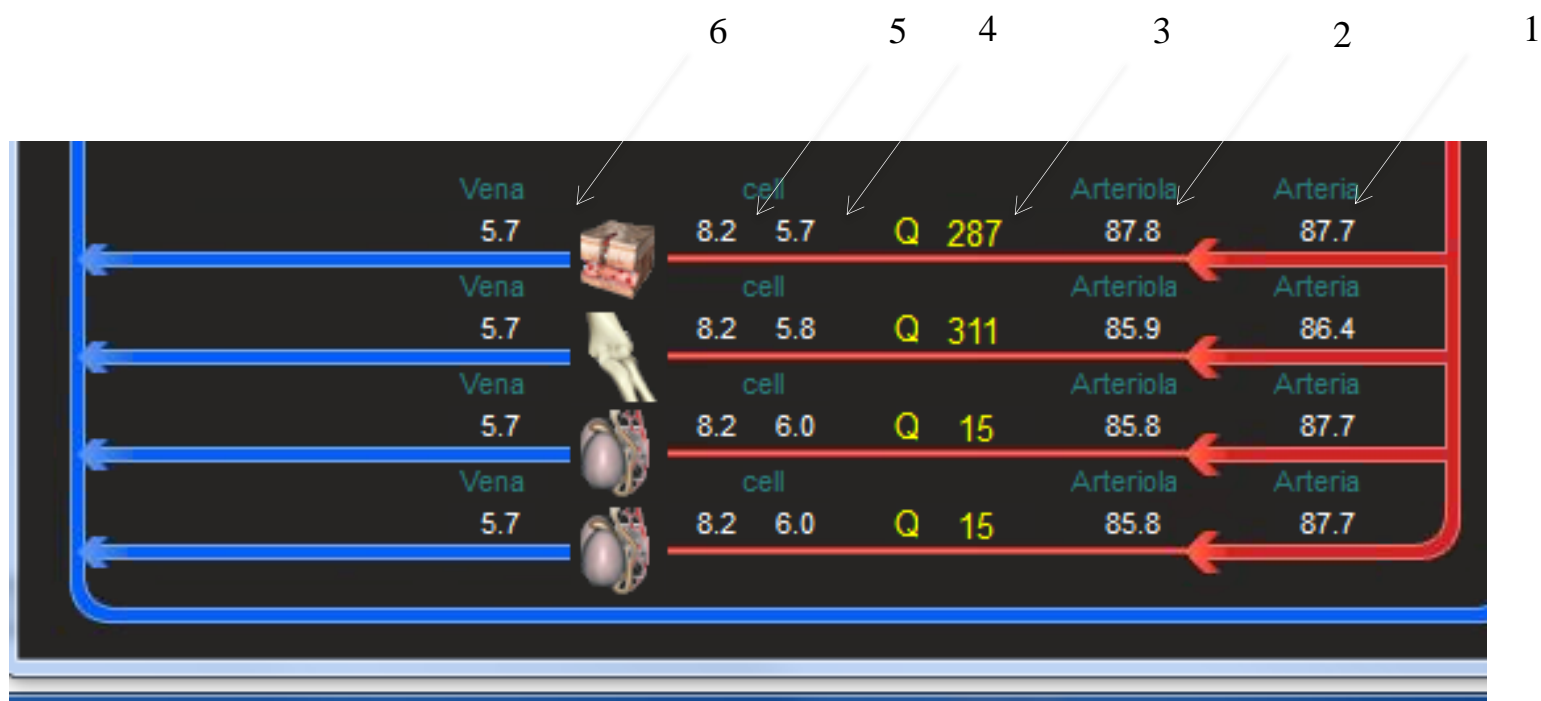 6 5 4 3 2 1
Vena cell Arteriola Arteria
5.7 8.2 5.7 Q 287 87.8 87.7
Vena cell Arteriola Arteria
5.7 8.2 5.8 Q 311 85.9 86.4
Vena cell Arteriola Arteria
5.7 8.2 6.0 Q 15 85.8 87.7
Vena cell Arteriola Arteria
5.7 8.2 6.0 Q 15 85.8 87.7